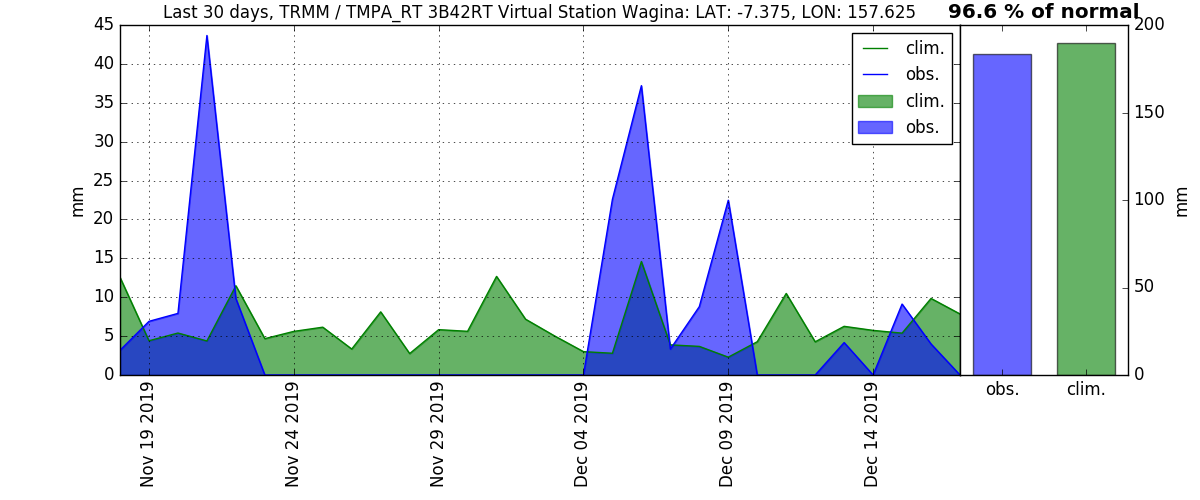 Last 30 days, TRMM / TMPA_RT 3B42RT Virtual Station Wagina: LAT: -7.375, LON: 157.625
96.6 % of normal
45
40
35
30
25
20
15
10
5
0
mm
clim.
obs.
clim.
obs.
200
150
100
50
0
mm
obs.
clim.
Nov 19 2019
Nov 24 2019
Nov 29 2019
Dec 04 2019
Dec 09 2019
Dec 14 2019